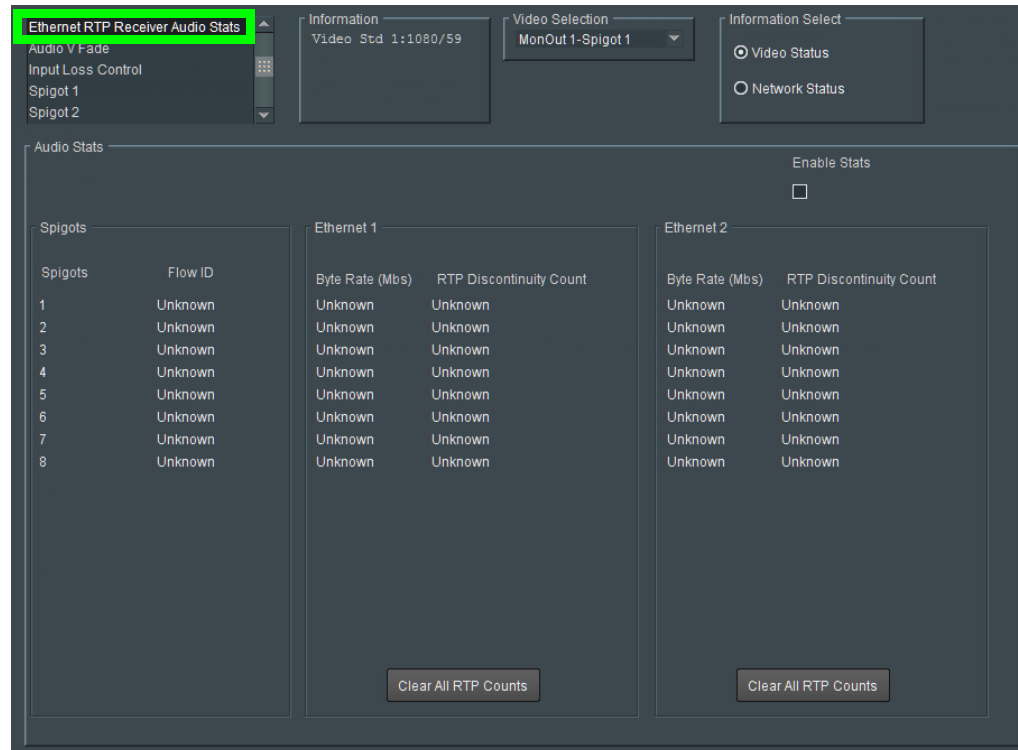 Ethernet RTP Receiver Audio Stats
Audio V Fade
Input Loss Control
Spigot 1
Spigot 2
Information
Video Std 1:1080/59
Video Selection
MonOut 1-Spigot 1
Information Select
Video Status
Network Status
Audio Stats
Enable Stats
Spigots
Spigots Flow ID
1 Unknown
2 Unknown
3 Unknown
4 Unknown
5 Unknown
6 Unknown
7 Unknown
8 Unknown
Ethernet 1
Byte Rate (Mbs) RTP Discontinuity Count
Unknown Unknown
Unknown Unknown
Unknown Unknown
Unknown Unknown
Unknown Unknown
Unknown Unknown
Unknown Unknown
Unknown Unknown
Clear All RTP Counts
Ethernet 2
Byte Rate (Mbs) RTP Discontinuity Count
Unknown Unknown
Unknown Unknown
Unknown Unknown
Unknown Unknown
Unknown Unknown
Unknown Unknown
Unknown Unknown
Unknown Unknown
Clear All RTP Counts